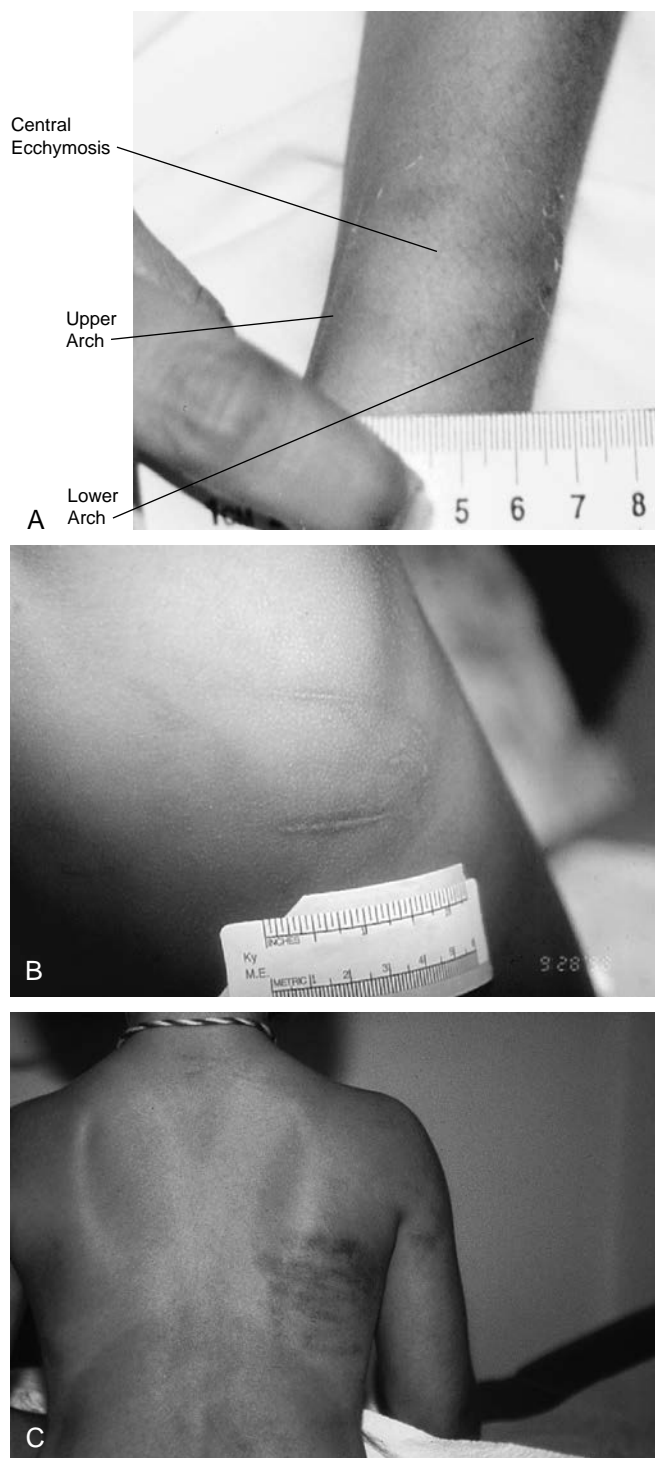 Central
Ecchymosis
Upper
Arch
Lower
Arch
A
1CM
5 6 7 8
B
INCHES
Ky
M.E.
METRIC 1 2 3 4 5 6
C